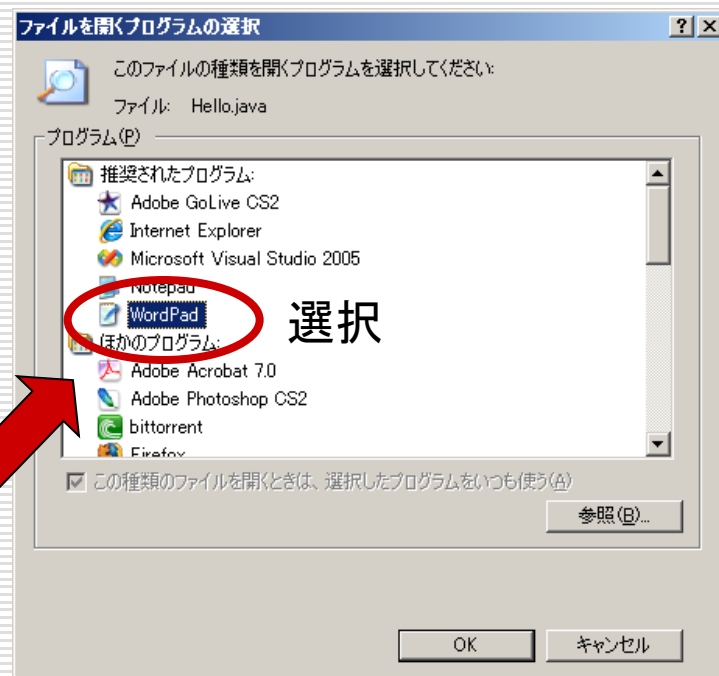 ファイルを開くプログラムの選択
このファイルの種類を開くプログラムを選択してください:
ファイル: Hello.java
プログラム(P)
推奨されたプログラム:
Adobe GoLive CS2
Internet Explorer
Microsoft Visual Studio 2005
Notepad
WordPad
選択
ほかのプログラム:
Adobe Acrobat 7.0
Adobe Photoshop CS2
bittorrent
Firefox
この種類のファイルを開くときは、選択したプログラムをいつも使う(A)
参照(B)...
OK
キャンセル